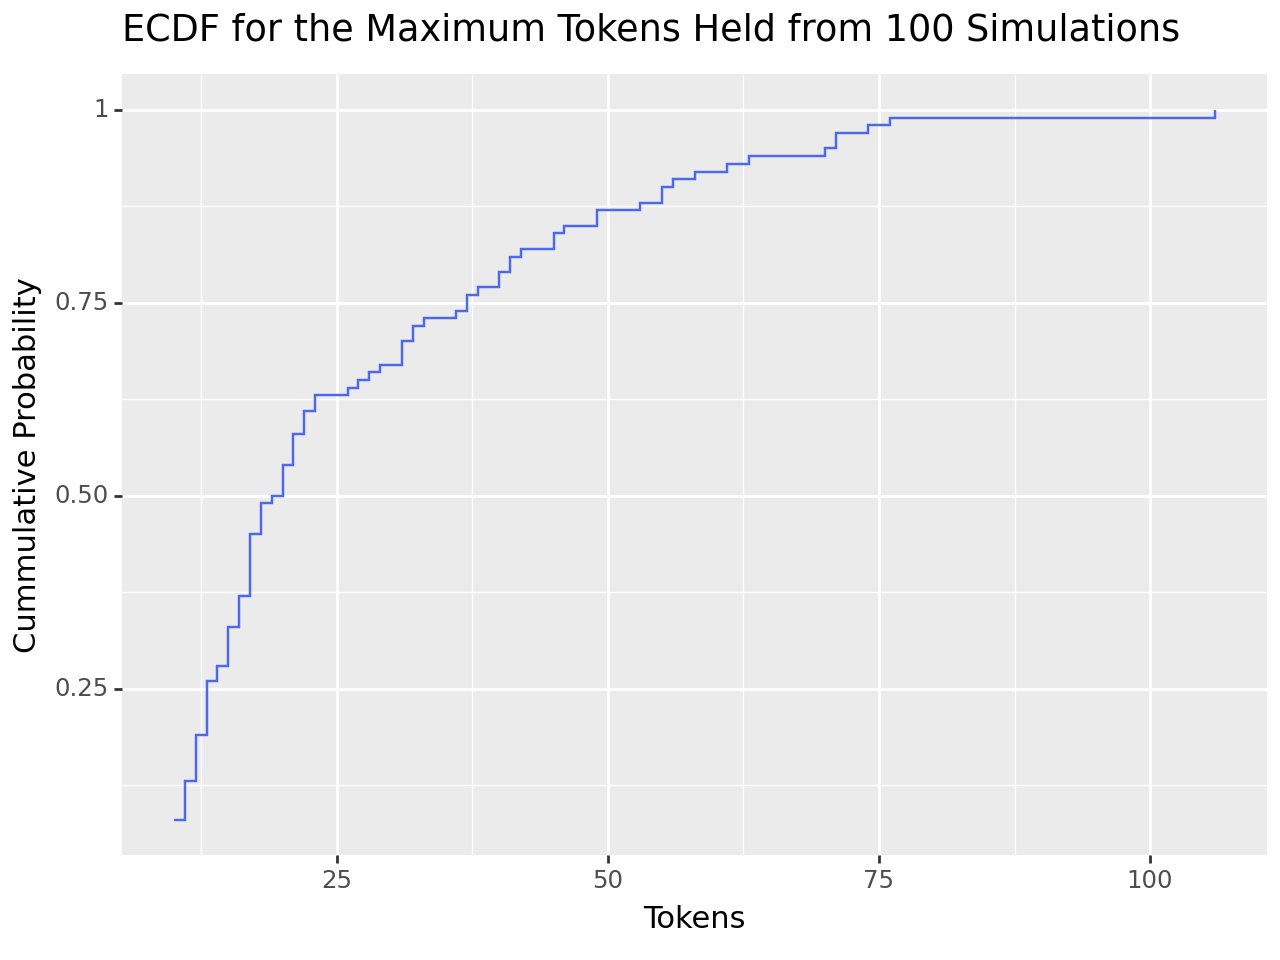 ECDF for the Maximum Tokens Held from 100 Simulations
1
0.75
0.50
0.25
Cummulative Probability
25 50 75 100
Tokens